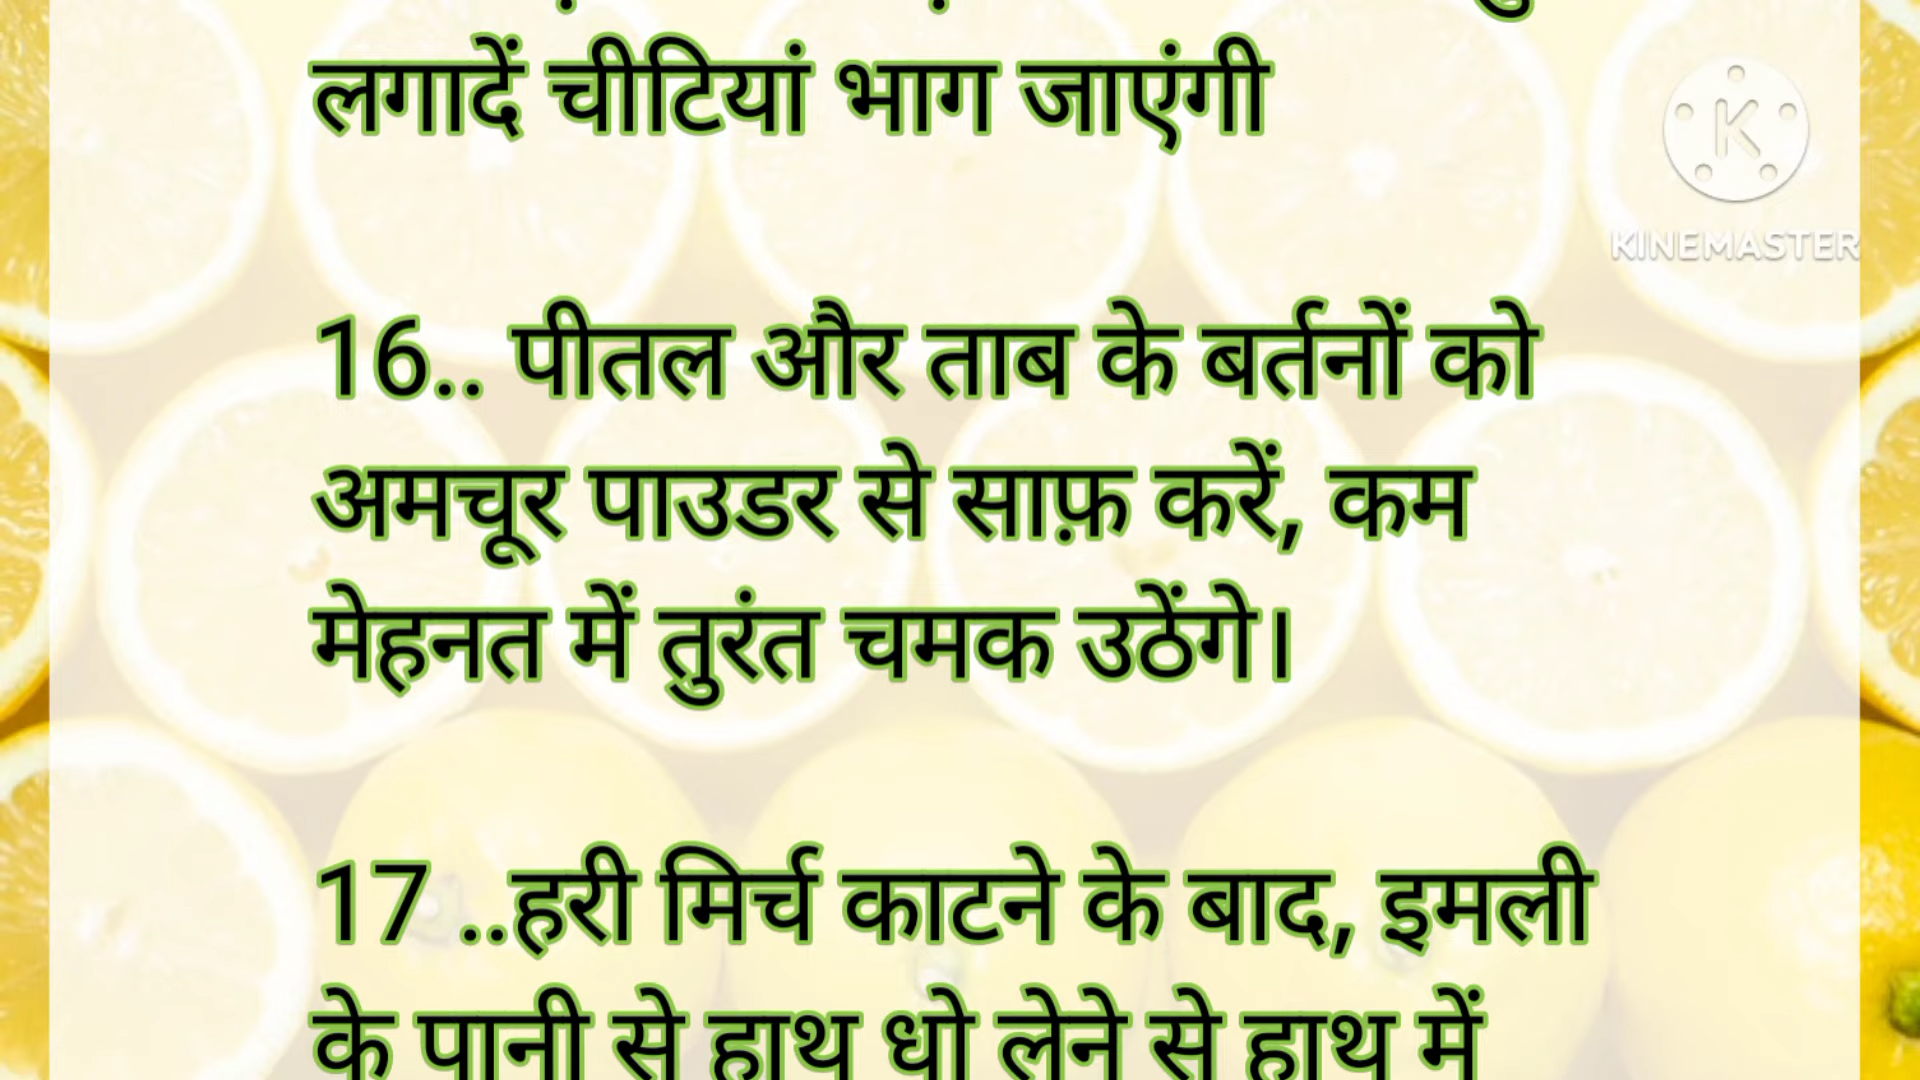 लगादें चीटियां भाग जाएंगी
K
KINEMASTER
16.. पीतल और ताब के बर्तनों को
अमचूर पाउडर से साफ़ करें, कम
मेहनत में तुरंत चमक उठेंगे।
17 ..हरी मिर्च काटने के बाद, इमली
के पानी से हाथ धो लेने से हाथ में